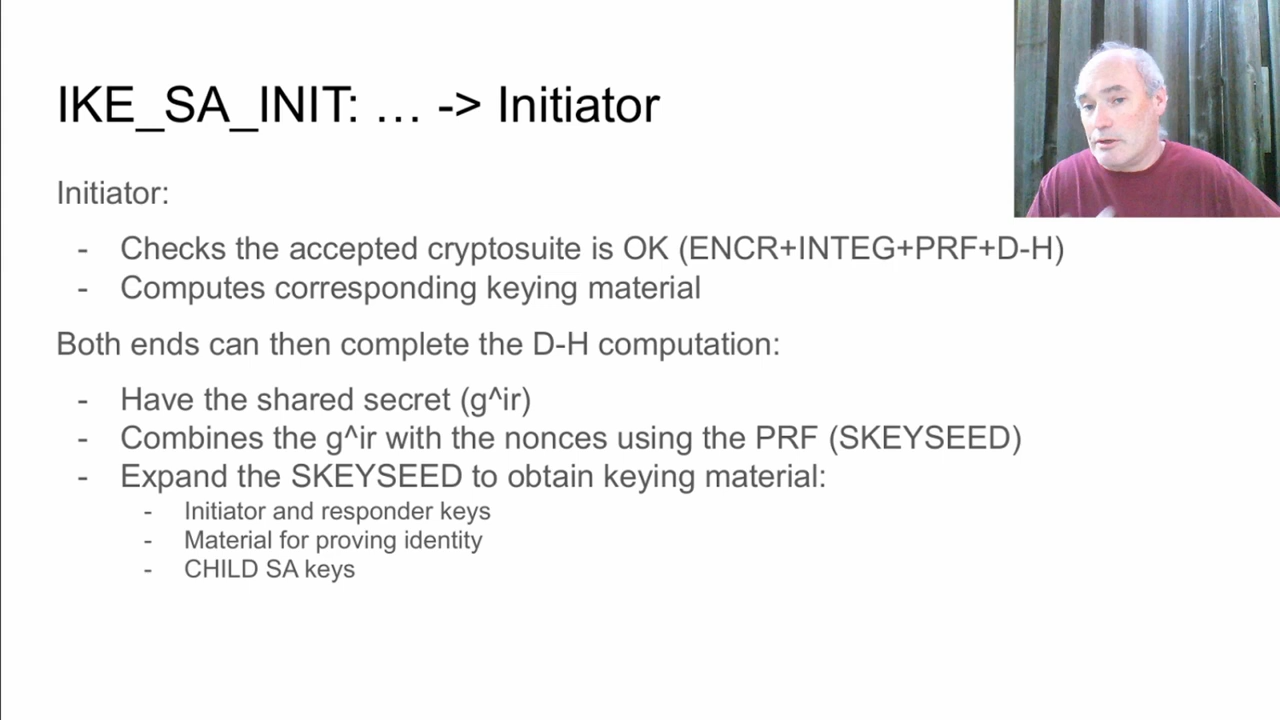 IKE_SA_INIT: … -> Initiator
Initiator:
- Checks the accepted cryptosuite is OK (ENCR+INTEG+PRF+D-H)
- Computes corresponding keying material
Both ends can then complete the D-H computation:
- Have the shared secret (g^ir)
- Combines the g^ir with the nonces using the PRF (SKEYSEED)
- Expand the SKEYSEED to obtain keying material:
- Initiator and responder keys
- Material for proving identity
- CHILD SA keys